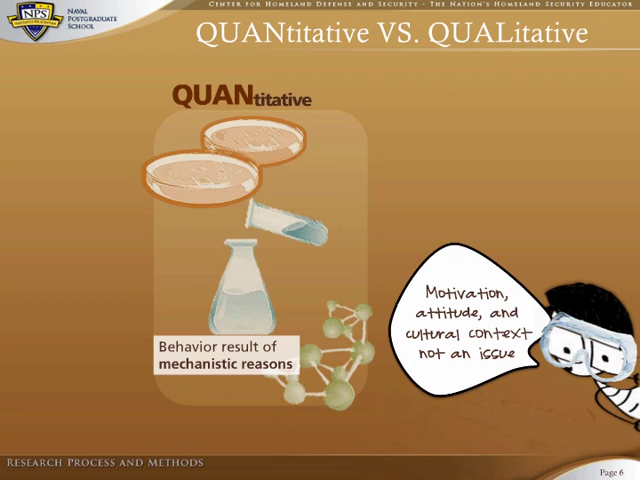 CENTER FOR HOMELAND DEFENSE AND SECURITY - THE NATION'S HOMELAND SECURITY EDUCATOR
NPS
NAVAL
POSTGRADUATE
SCHOOL
QUANtitative VS. QUALitative
QUANtitative
Motivation,
attitude, and
cultural context
not an issue
Behavior result of
mechanistic reasons
RESEARCH PROCESS AND METHODS
Page 6